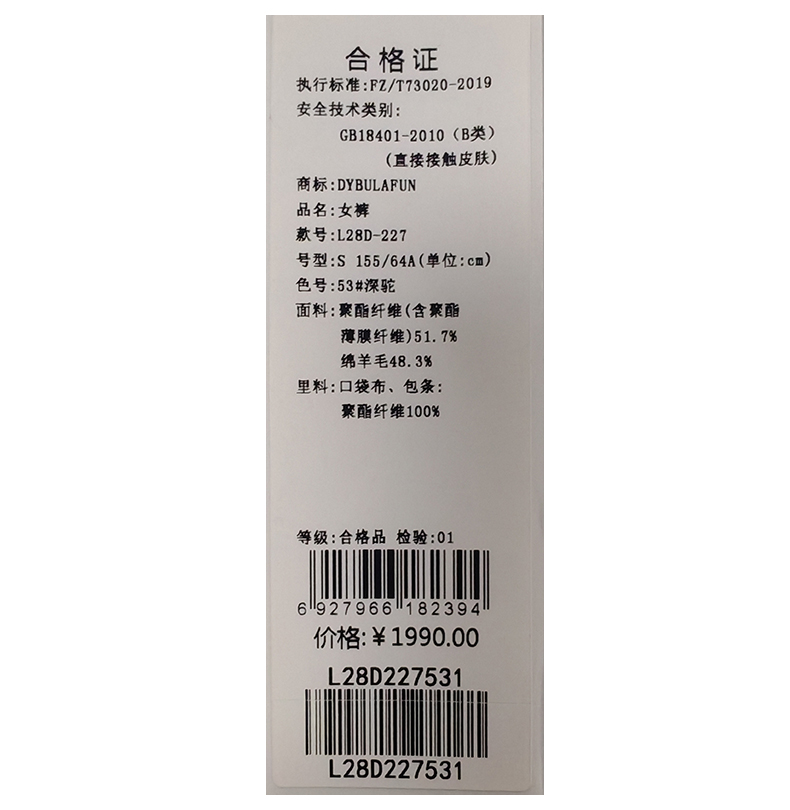 合格证
执行标准:FZ/T73020-2019
安全技术类别:
GB18401-2010（B类）
(直接接触皮肤)
商标:DYBULAFUN
品名:女裤
款号:L28D-227
号型:S 155/64A(单位:cm)
色号:53#深驼
面料:聚酯纤维(含聚酯
薄膜纤维)51.7%
绵羊毛48.3%
里料:口袋布、包条:
聚酯纤维100%
等级:合格品 检验:01
6 927966 182394
价格:￥1990.00
L28D227531
L28D227531